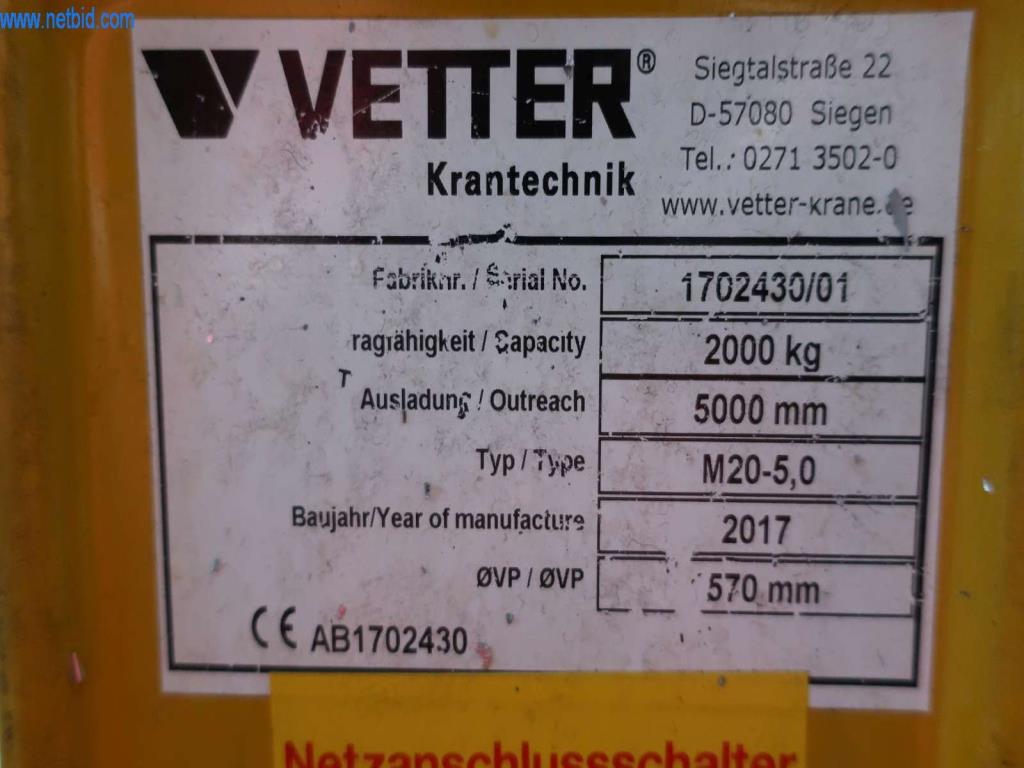 www.netbid.com
VETTER®
Krantechnik
Siegtalstraße 22
D-57080 Siegen
Tel.: 0271 3502-0
www.vetter-krane.de
Fabriknr. / Serial No. 1702430/01
Tragfähigkeit / Capacity 2000 kg
Ausladung / Outreach 5000 mm
Typ / Type M20-5,0
Baujahr/Year of manufacture 2017
ØVP / ØVP 570 mm
CE AB1702430
Netzanschlussschalter